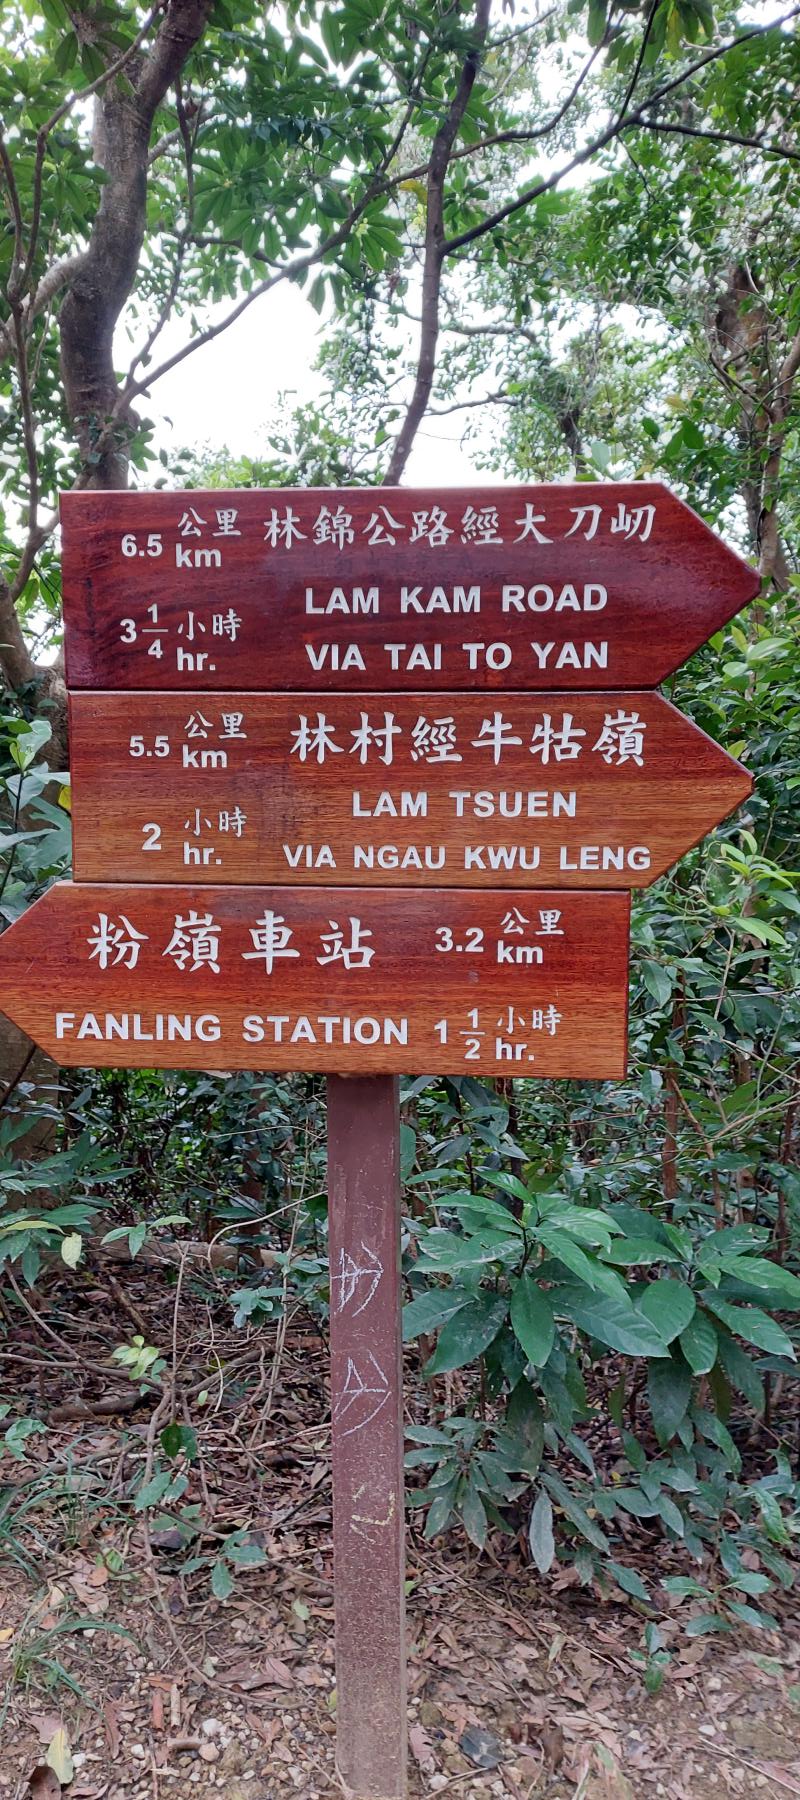 6.5 公里 km 林錦公路經大刀屻
3 1/4 小時 hr. LAM KAM ROAD
VIA TAI TO YAN
5.5 公里 km 林村經牛牯嶺
LAM TSUEN
2 小時 hr. VIA NGAU KWU LENG
粉嶺車站 3.2 公里 km
FANLING STATION 1 1/2 小時 hr.